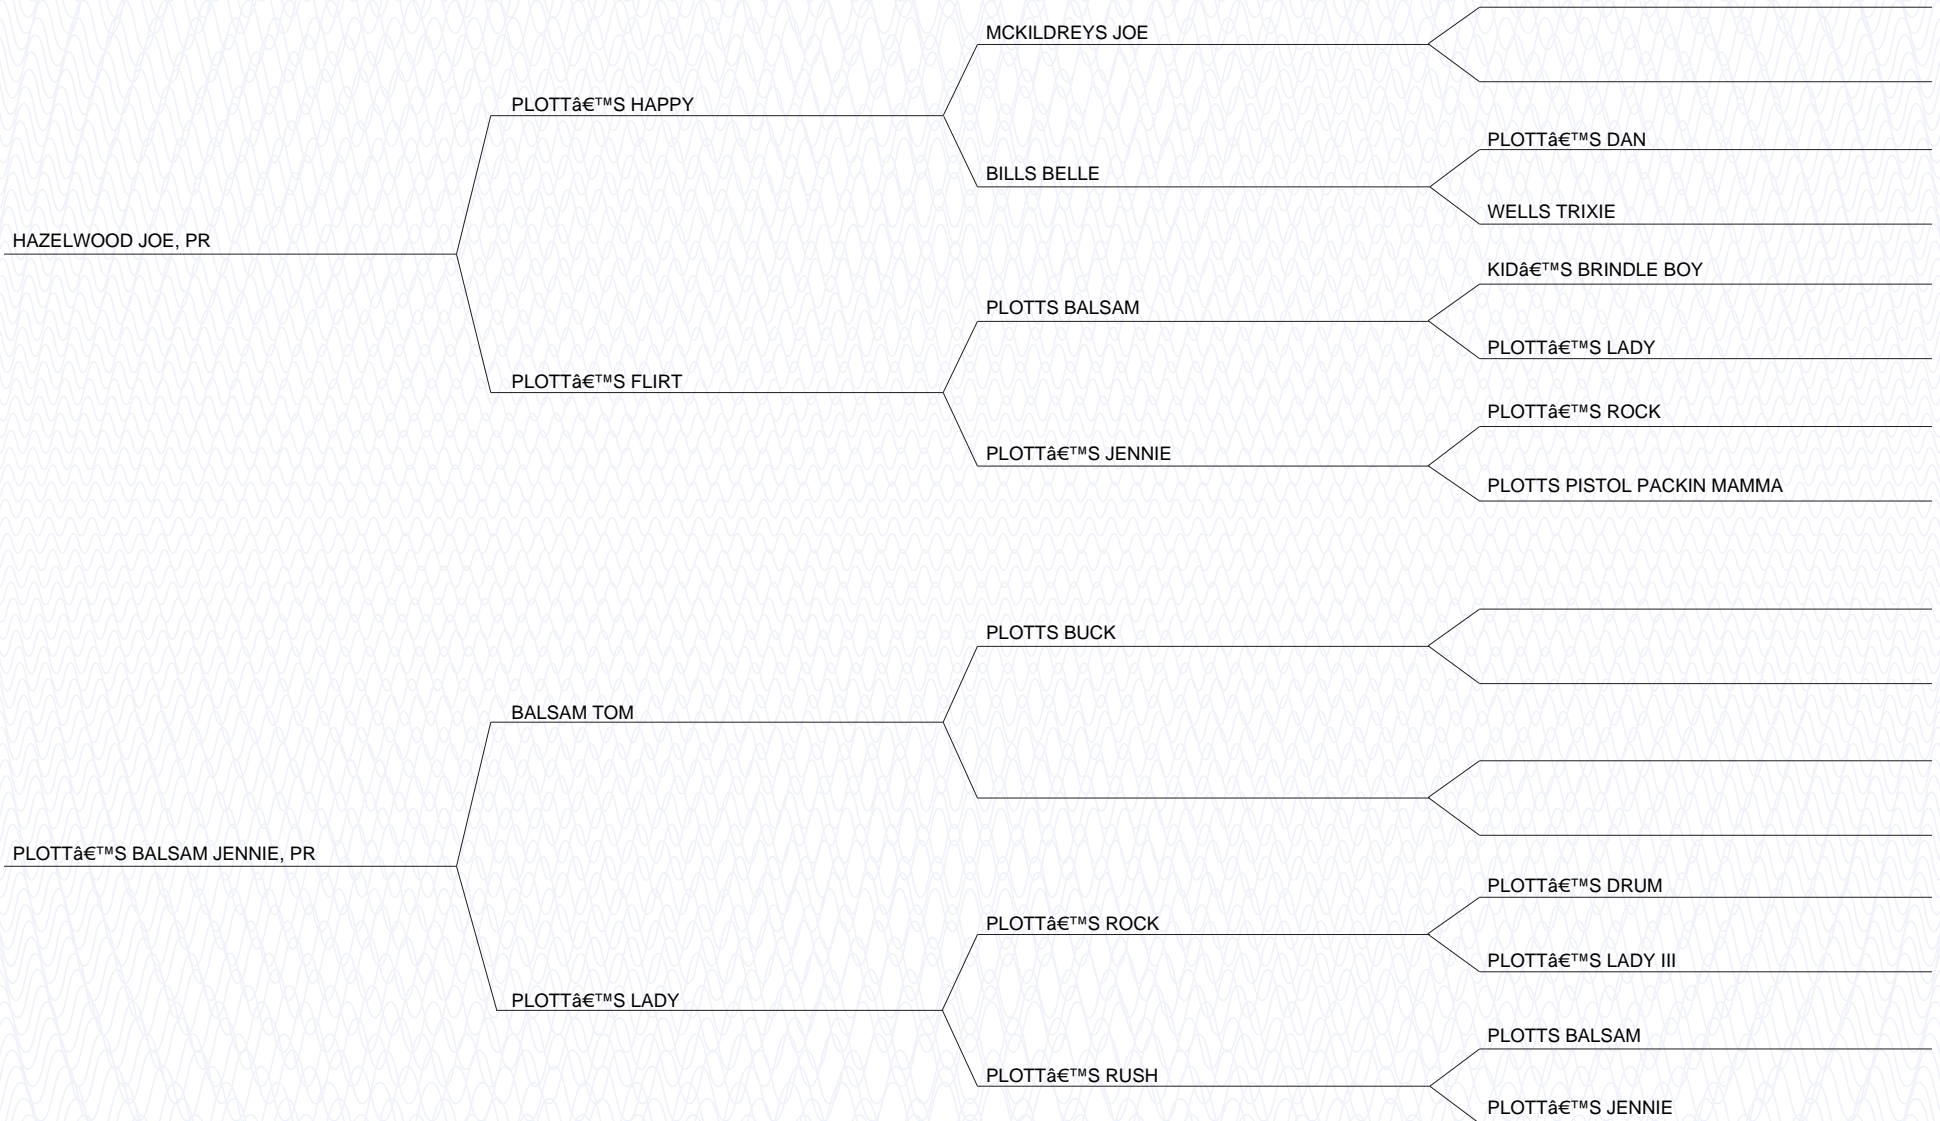 MCKILDREYS JOE
PLOTTâ€™S HAPPY
PLOTTâ€™S DAN
BILLS BELLE
WELLS TRIXIE
HAZELWOOD JOE, PR
KIDâ€™S BRINDLE BOY
PLOTTS BALSAM
PLOTTâ€™S LADY
PLOTTâ€™S FLIRT
PLOTTâ€™S ROCK
PLOTTâ€™S JENNIE
PLOTTS PISTOL PACKIN MAMMA
PLOTTS BUCK
BALSAM TOM
PLOTTâ€™S BALSAM JENNIE, PR
PLOTTâ€™S DRUM
PLOTTâ€™S ROCK
PLOTTâ€™S LADY III
PLOTTâ€™S LADY
PLOTTS BALSAM
PLOTTâ€™S RUSH
PLOTTâ€™S JENNIE